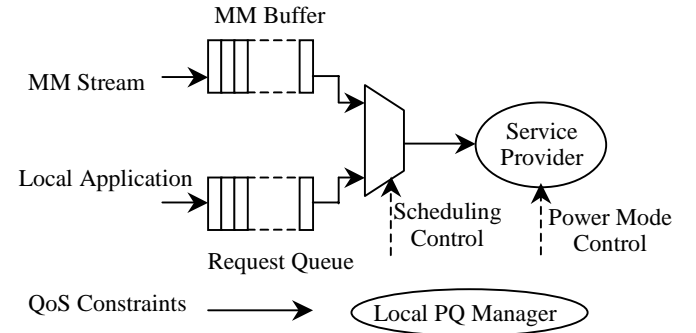 MM Buffer
MM Stream
Service
Provider
Local Application
Scheduling
Control
Power Mode
Control
Request Queue
QoS Constraints
Local PQ Manager